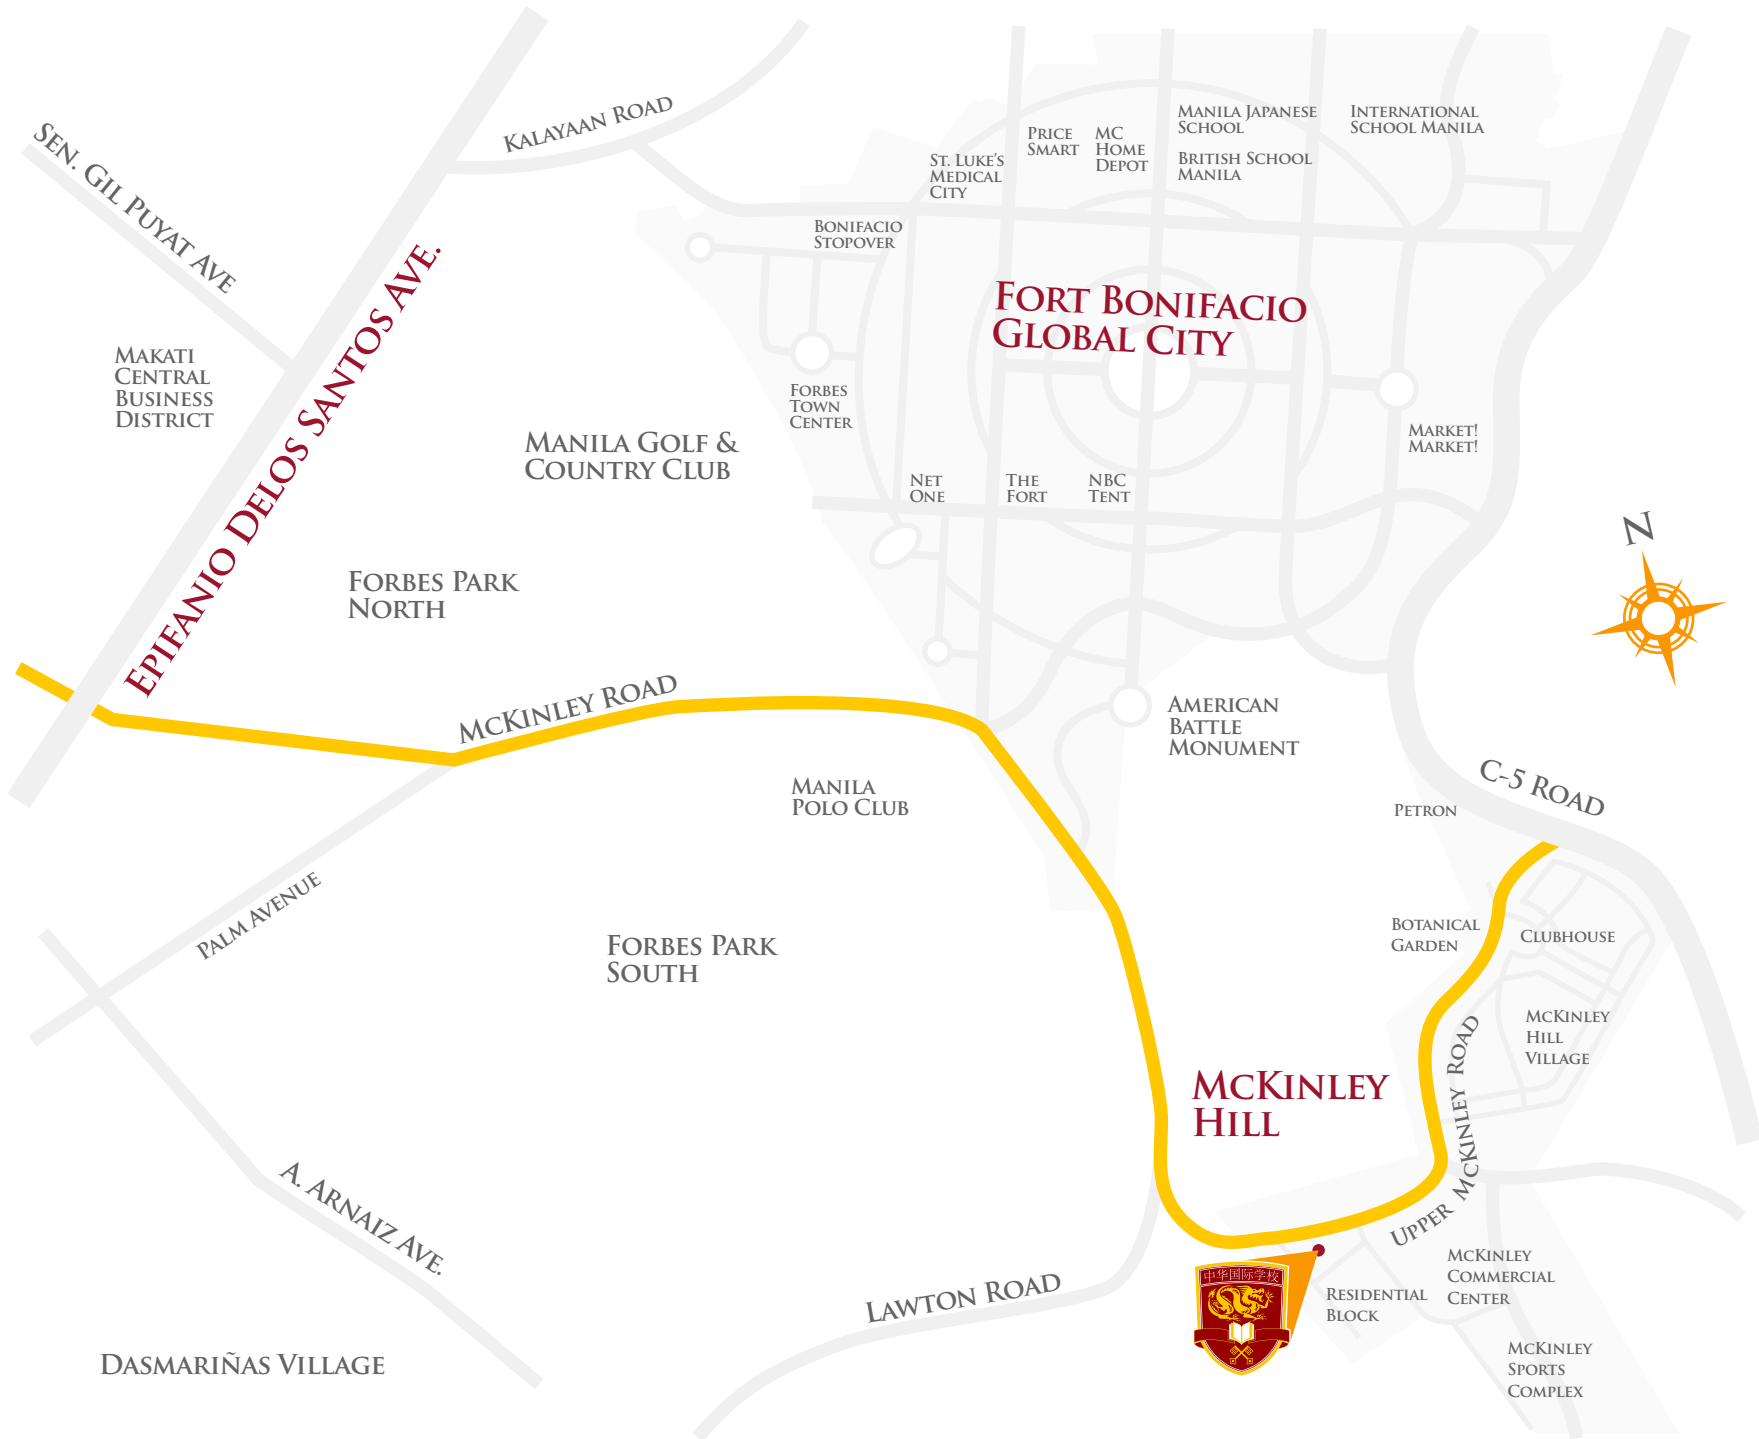 Kalayaan Road
Sen. Gil Puyat Ave
Manila Japanese
School
International
School Manila
Price
Smart
MC
Home
Depot
British School
Manila
St. Luke's
Medical
City
Bonifacio
Stopover
Epifanio Delos Santos Ave.
Fort Bonifacio
Global City
Makati
Central
Business
District
Forbes
Town
Center
Manila Golf &
Country Club
Market!
Market!
Net
One
The
Fort
NBC
Tent
N
Forbes Park
North
McKinley Road
American
Battle
Monument
C-5 Road
Manila
Polo Club
Petron
Palm Avenue
Forbes Park
South
Botanical
Garden
Clubhouse
McKinley
Hill
Village
McKinley
Hill
Upper McKinley Road
A. Arnaiz Ave.
Lawton Road
中华国际学校
Residential
Block
McKinley
Commercial
Center
McKinley
Sports
Complex
Dasmariñas Village